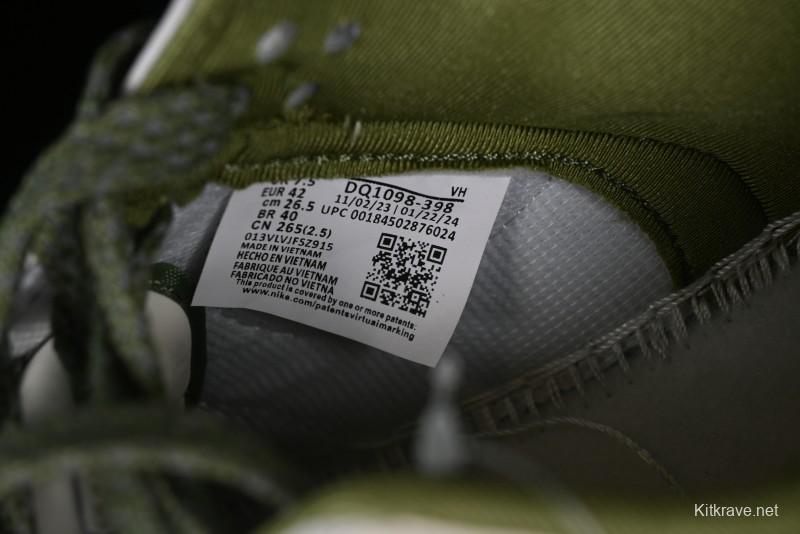 7.5
EUR 42
cm 26.5
BR 40
CN 265(2.5)
013VLVJF5Z915
MADE IN VIETNAM
HECHO EN VIETNAM
FABRIQUE AU VIETNAM
FABRICADO NO VIETNA
This product is covered by one or more patents:
www.nike.com/patentsvirtualmarking
VH
DQ1098-398
11/02/23 | 01/22/24
UPC 00184502876024
Kitkrave.net